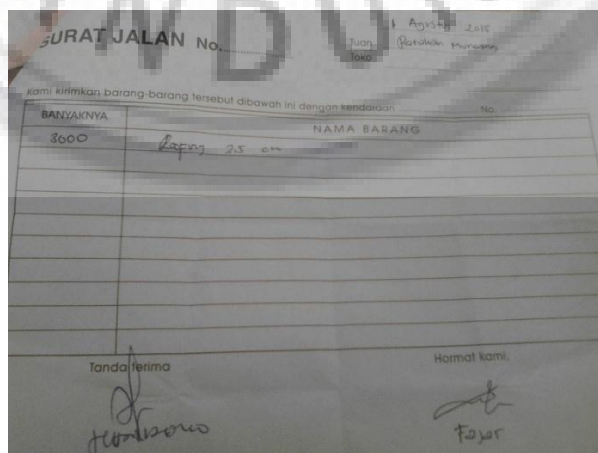 Agustus 2015
SURAT JALAN No.
Tuan
Toko
Kami kirimkan barang-barang tersebut dibawah ini dengan kendaraan No.
BANYAKNYA NAMA BARANG
3000 2.5 cm
Tanda terima Hormat kami,
Fajar